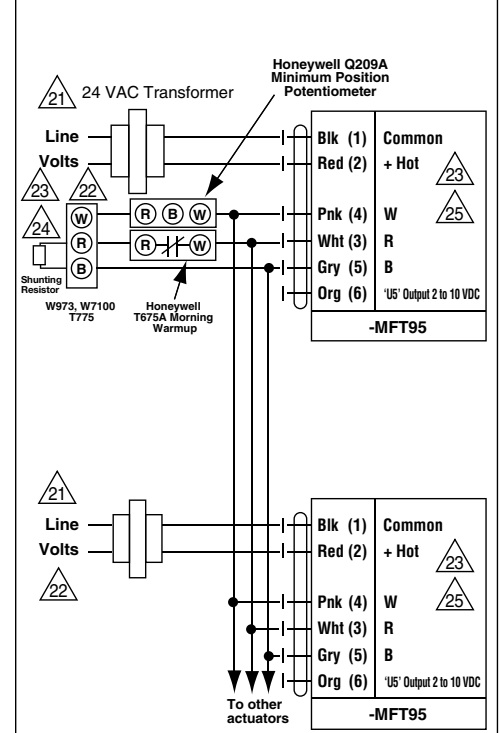 Honeywell Q209A
Minimum Position
Potentiometer
21
24 VAC Transformer
Line
Volts
Blk (1) Common
Red (2) + Hot
23
23
22
R B W
Pnk (4) W
25
24
W
R
B
R W
Wht (3) R
Gry (5) B
Org (6) 'U5' Output 2 to 10 VDC
Shunting
Resistor
W973, W7100
T775
Honeywell
T675A Morning
Warmup
-MFT95
21
Line
Volts
22
Blk (1) Common
Red (2) + Hot
23
Pnk (4) W
25
Wht (3) R
Gry (5) B
Org (6) 'U5' Output 2 to 10 VDC
To other
actuators
-MFT95